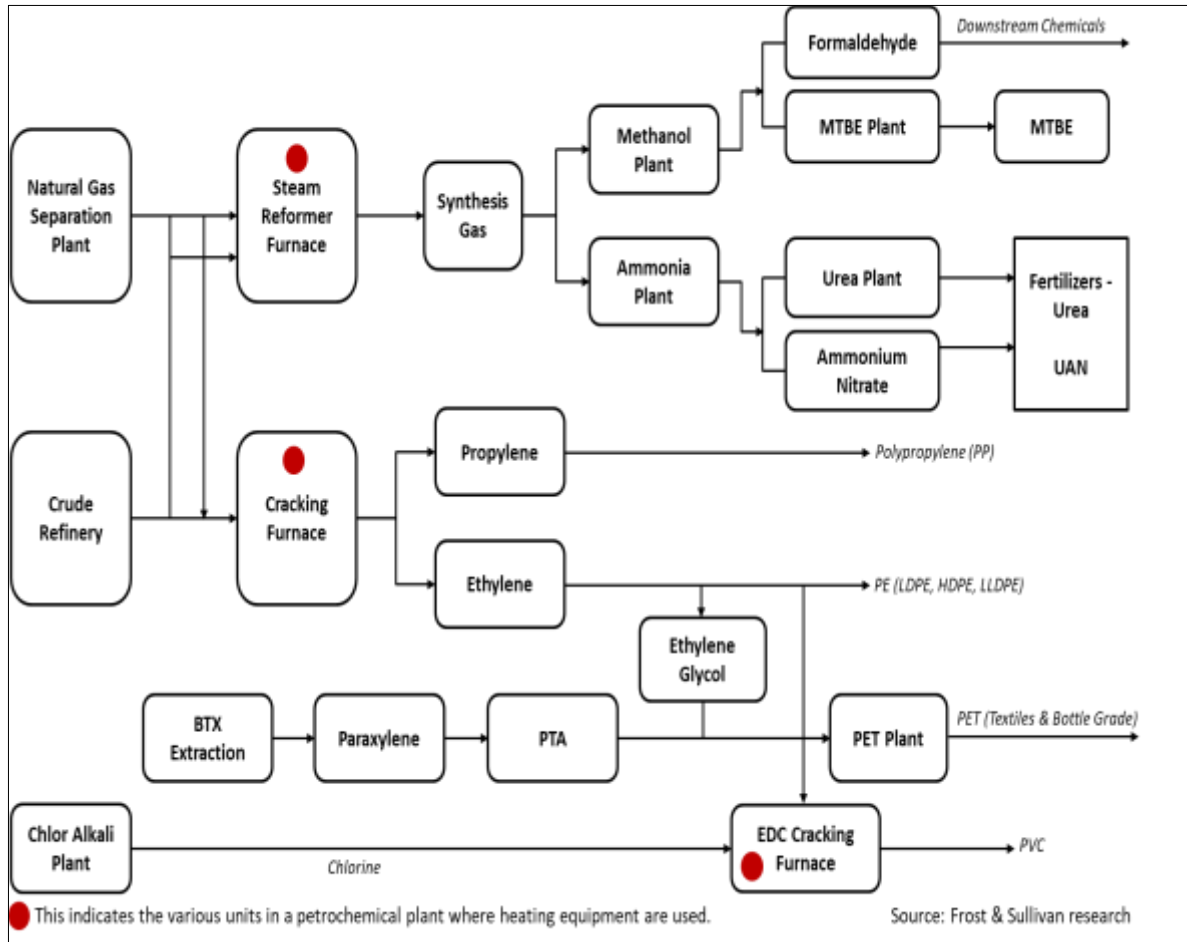 Formaldehyde
Downstream Chemicals
MTBE Plant
MTBE
Methanol
Plant
Natural Gas
Separation
Plant
Steam
Reformer
Furnace
Synthesis
Gas
Ammonia
Plant
Urea Plant
Ammonium
Nitrate
Fertilizers -
Urea
UAN
Crude
Refinery
Cracking
Furnace
Propylene
Polypropylene (PP)
Ethylene
PE (LDPE, HDPE, LLDPE)
Ethylene
Glycol
BTX
Extraction
Paraxylene
PTA
PET Plant
PET (Textiles & Bottle Grade)
Chlor Alkali
Plant
Chlorine
EDC Cracking
Furnace
PVC
This indicates the various units in a petrochemical plant where heating equipment are used.
Source: Frost & Sullivan research